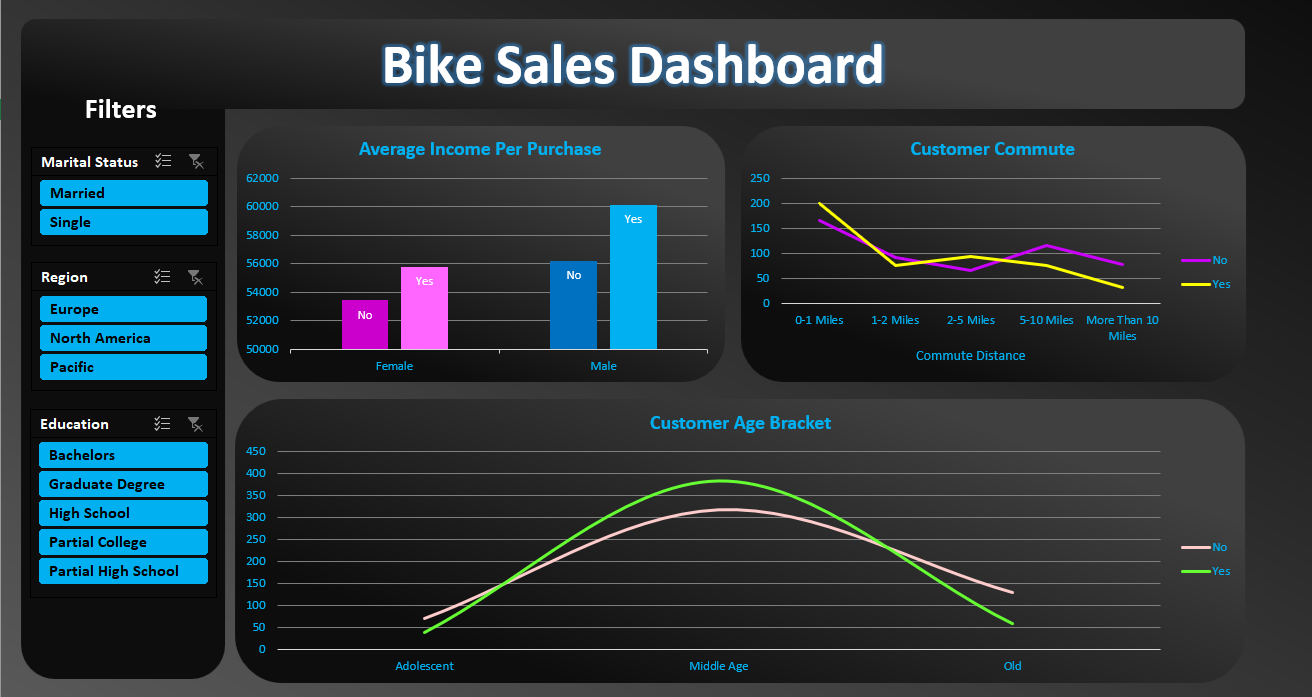 Bike Sales Dashboard
Filters
Marital Status
Married
Single
Region
Europe
North America
Pacific
Education
Bachelors
Graduate Degree
High School
Partial College
Partial High School
Average Income Per Purchase
62000
60000
58000
56000
54000
52000
50000
No
Yes
No
Yes
Female
Male
Customer Commute
250
200
150
100
50
0
0-1 Miles
1-2 Miles
2-5 Miles
5-10 Miles
More Than 10
Miles
Commute Distance
No
Yes
Customer Age Bracket
450
400
350
300
250
200
150
100
50
0
Adolescent
Middle Age
Old
No
Yes